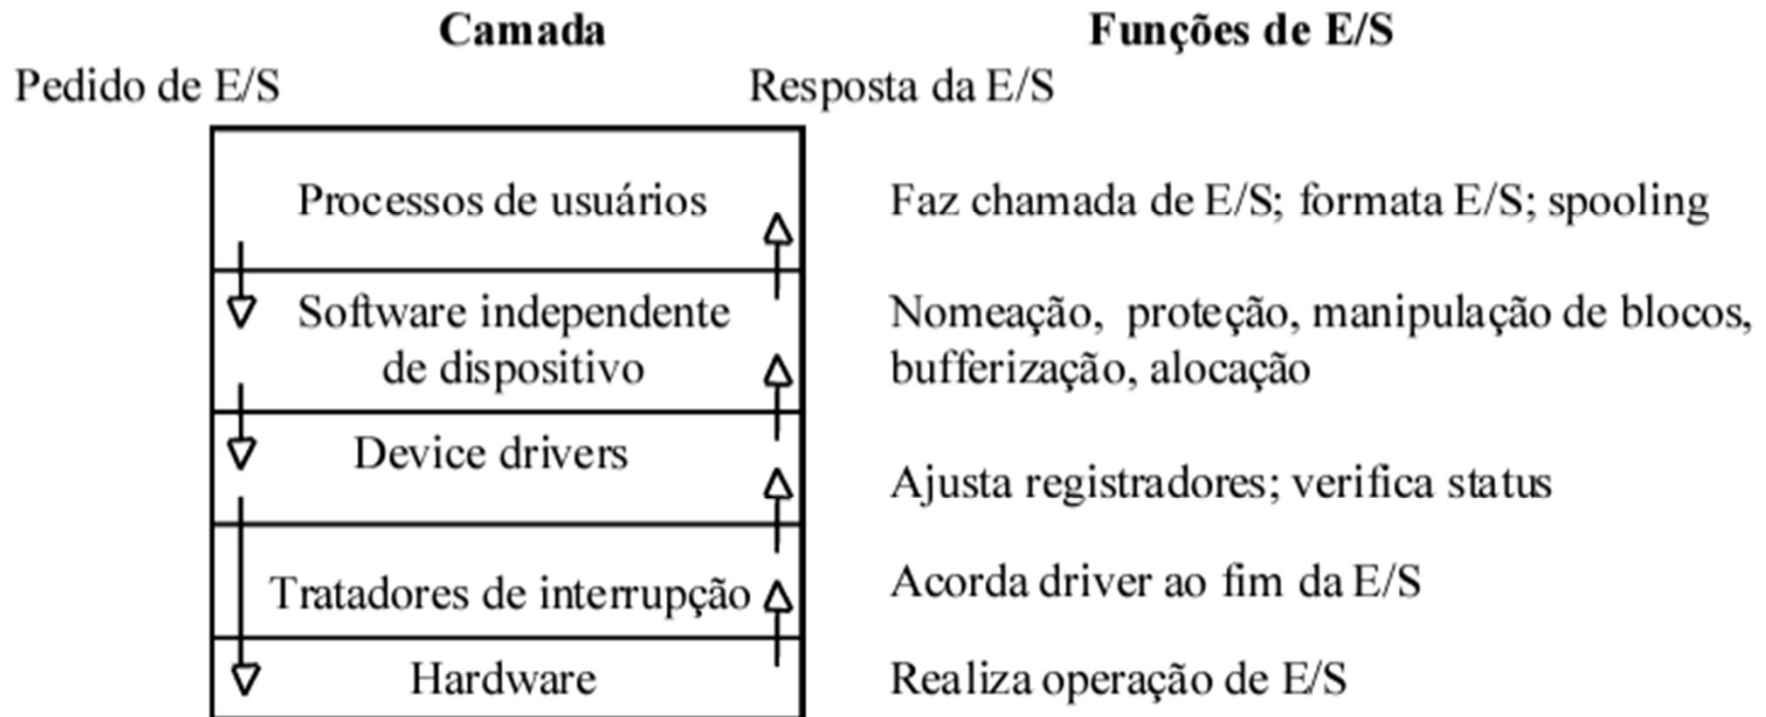 Camada
Funções de E/S
Pedido de E/S
Resposta da E/S
Processos de usuários
Faz chamada de E/S; formata E/S; spooling
Software independente
de dispositivo
Nomeação, proteção, manipulação de blocos,
bufferização, alocação
Device drivers
Ajusta registradores; verifica status
Tratadores de interrupção
Acorda driver ao fim da E/S
Hardware
Realiza operação de E/S